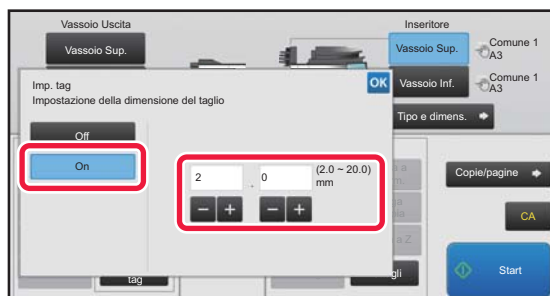 Vassoio Uscita
Inseritore
Vassoio Sup.
Vassoio Sup.
Comune 1
A3
Imp. tag
Impostazione della dimensione del taglio
OK
Vassoio Inf.
Comune 1
A3
Off
Tipo e dimens.
On
2 . 0
(2.0 ~ 20.0)
mm
Copie/pagine
CA
a Z
tag
gli
Start